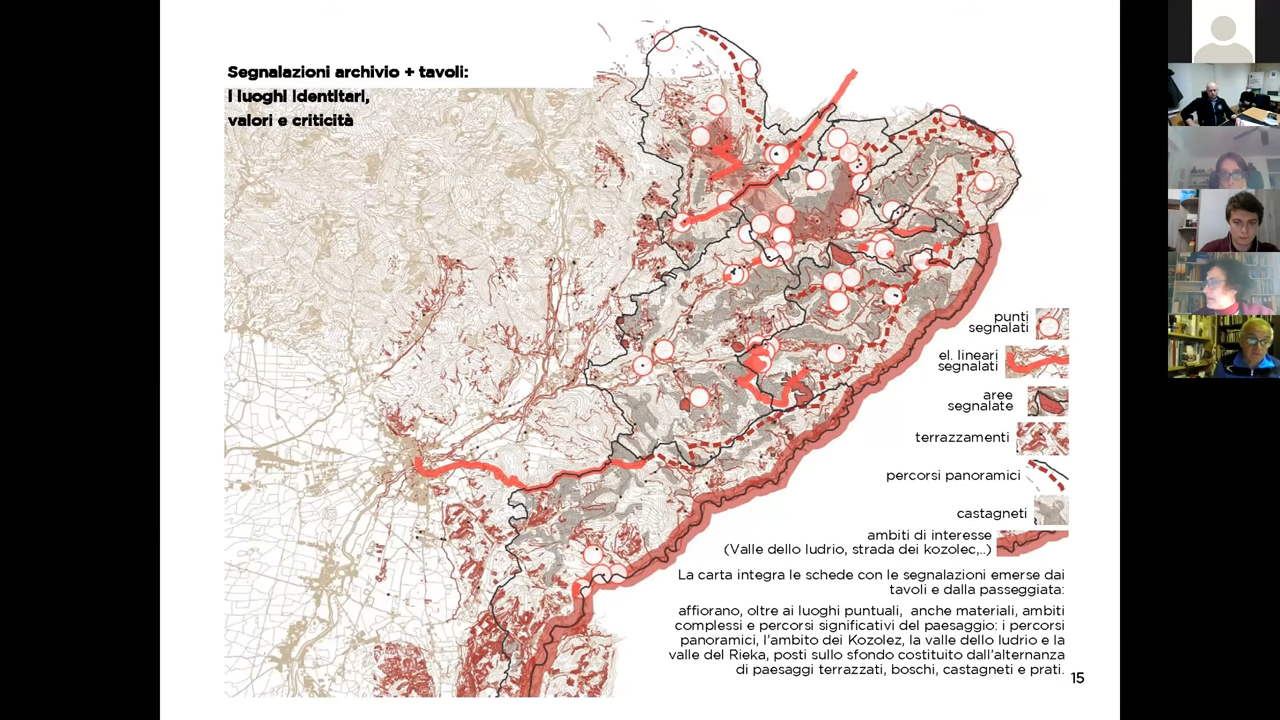 Segnalazioni archivio + tavoli:
I luoghi identitari,
valori e criticità
punti
segnalati
el. lineari
segnalati
aree
segnalate
terrazzamenti
percorsi panoramici
castagneti
ambiti di interesse
(Valle dello ludrio, strada dei kozolec,..)
La carta integra le schede con le segnalazioni emerse dai
tavoli e dalla passeggiata:
affiorano, oltre ai luoghi puntuali, anche materiali, ambiti
complessi e percorsi significativi del paesaggio: i percorsi
panoramici, l'ambito dei Kozolez, la valle dello ludrio e la
valle del Rieka, posti sullo sfondo costituito dall'alternanza
di paesaggi terrazzati, boschi, castagneti e prati.
15